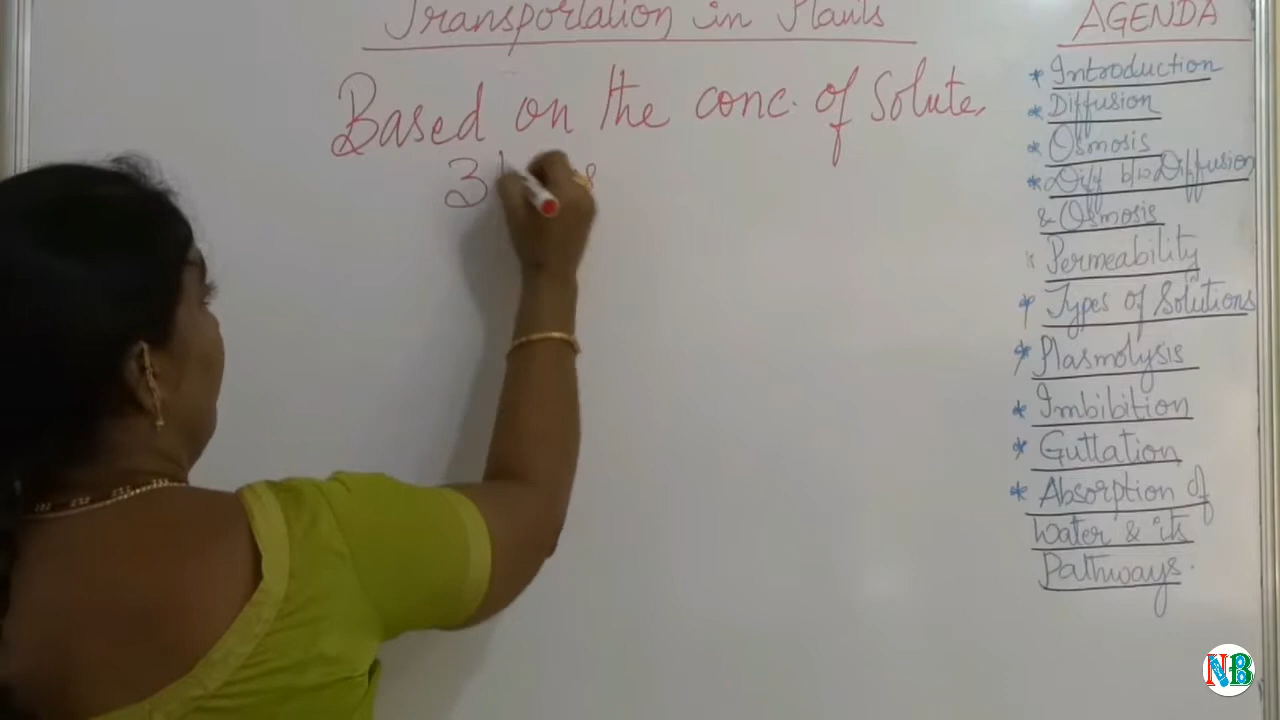 Transportation in Plants
Based on the conc. of Solute,
3
AGENDA
* Introduction
* Diffusion
* Osmosis
* Diff b/w Diffusion
& Osmosis
* Permeability
* Types of Solutions
* Plasmolysis
* Imbibition
* Guttation
* Absorption of
Water & its
Pathways.
NB